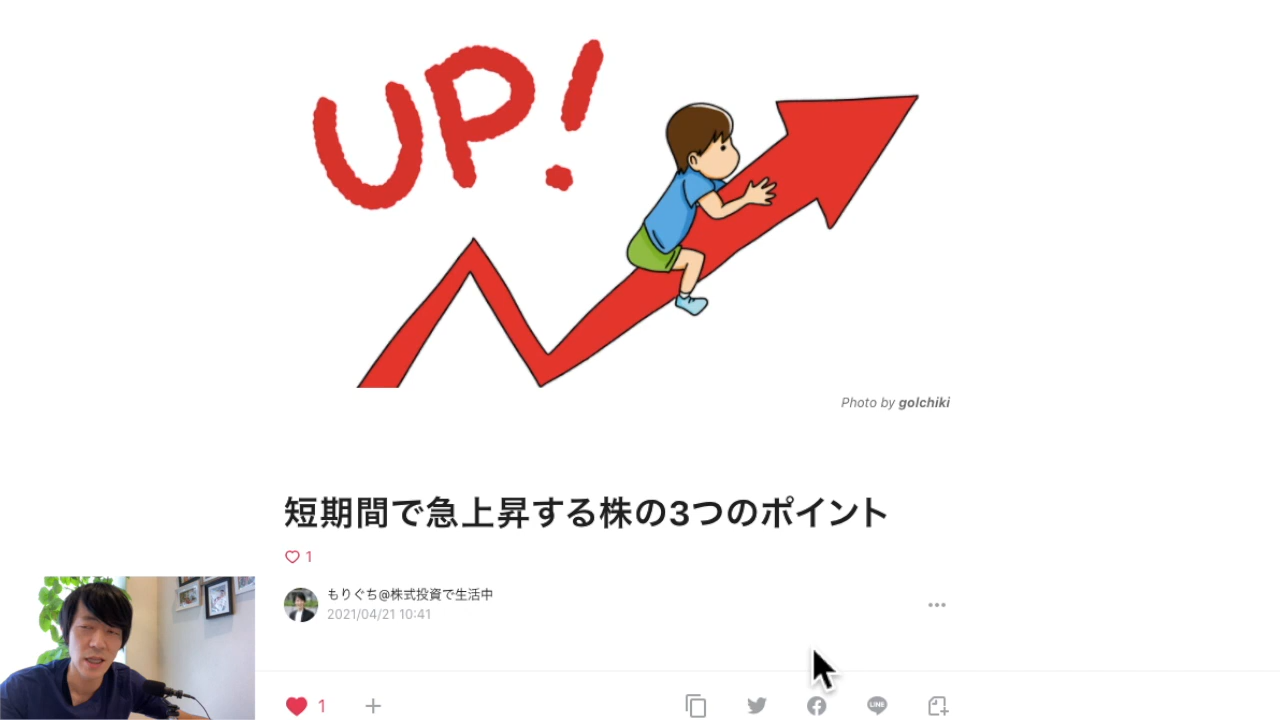 UP!
Photo by golchiki
短期間で急上昇する株の3つのポイント
1
もりぐち@株式投資で生活中
2021/04/21 10:41
1
LINE